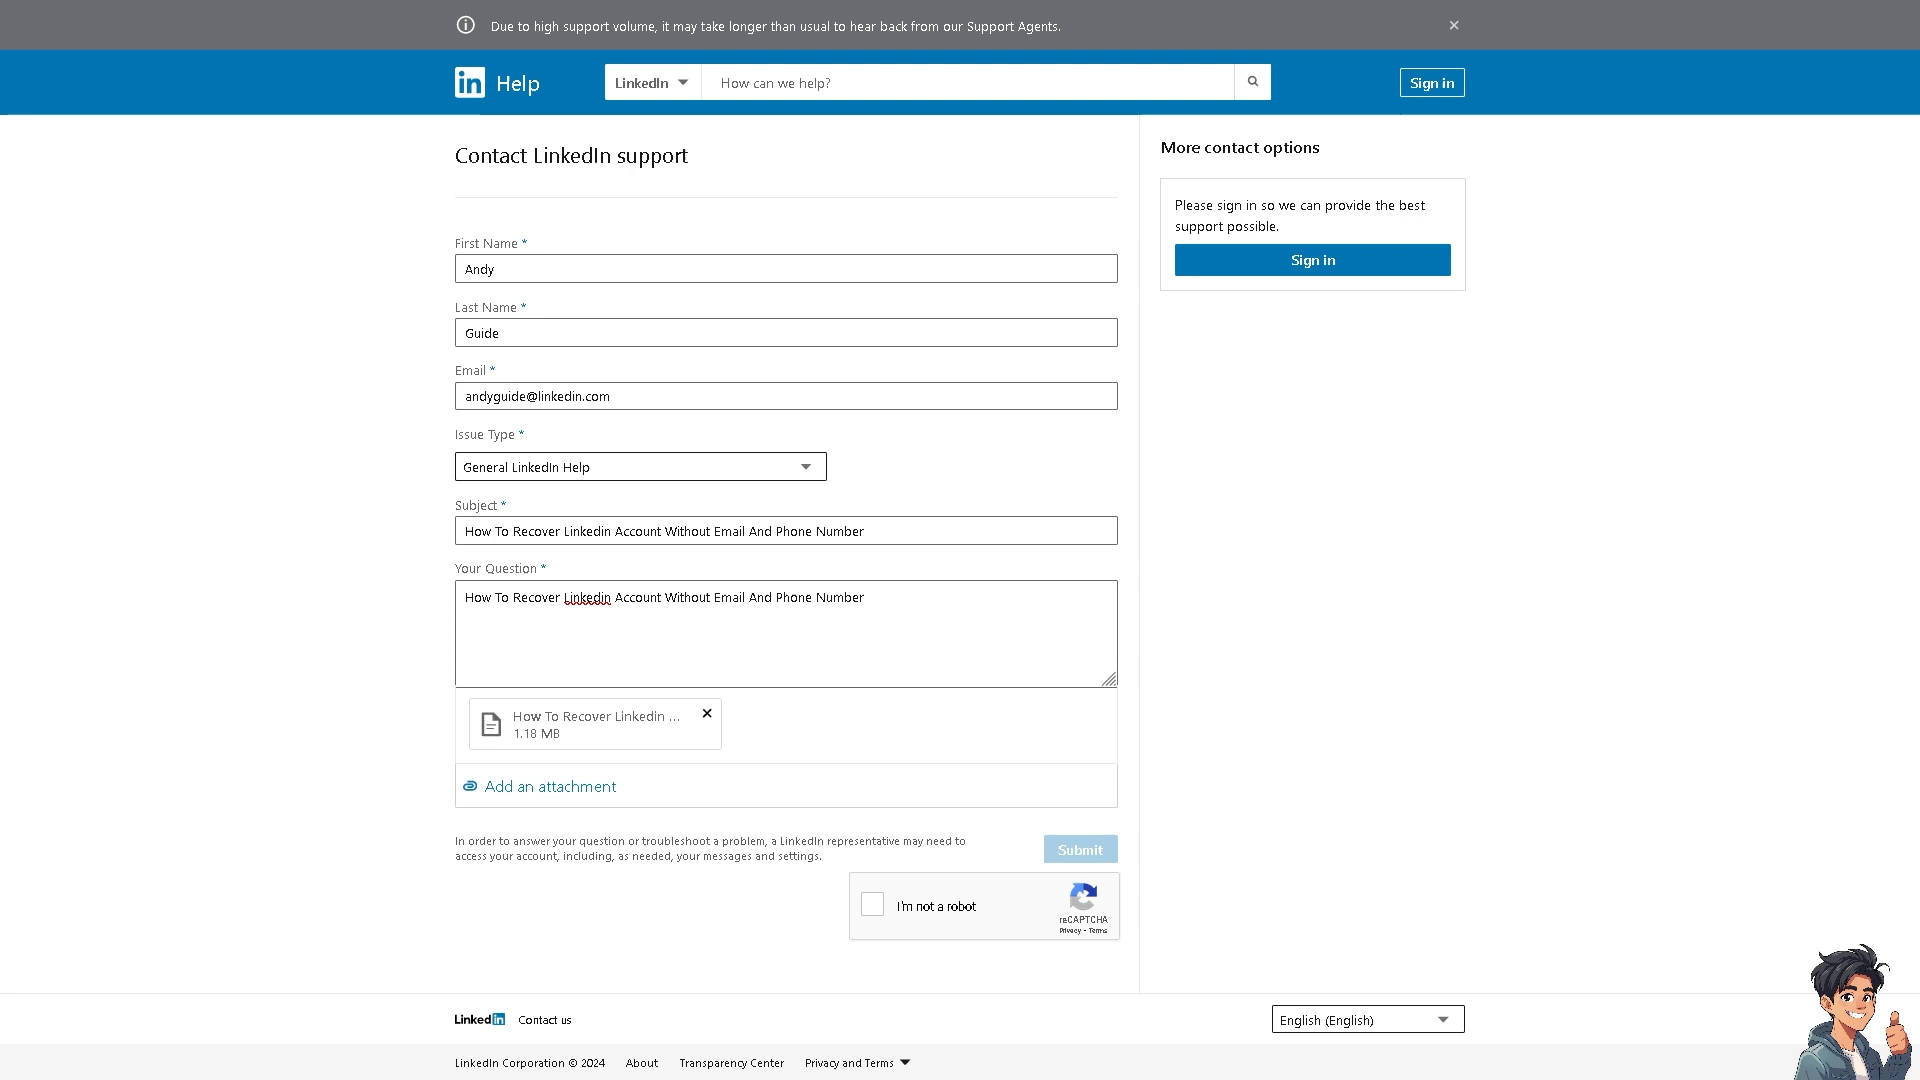 Due to high support volume, it may take longer than usual to hear back from our Support Agents.
in Help
LinkedIn
How can we help?
Sign in
Contact LinkedIn support
First Name *
Andy
Last Name *
Guide
Email *
andyguide@linkedin.com
Issue Type *
General LinkedIn Help
Subject *
How To Recover Linkedin Account Without Email And Phone Number
Your Question *
How To Recover Linkedin Account Without Email And Phone Number
How To Recover Linkedin ...
1.18 MB
Add an attachment
In order to answer your question or troubleshoot a problem, a LinkedIn representative may need to
access your account, including, as needed, your messages and settings.
Submit
I'm not a robot
reCAPTCHA
Privacy - Terms
More contact options
Please sign in so we can provide the best
support possible.
Sign in
LinkedIn
Contact us
English (English)
LinkedIn Corporation © 2024
About
Transparency Center
Privacy and Terms